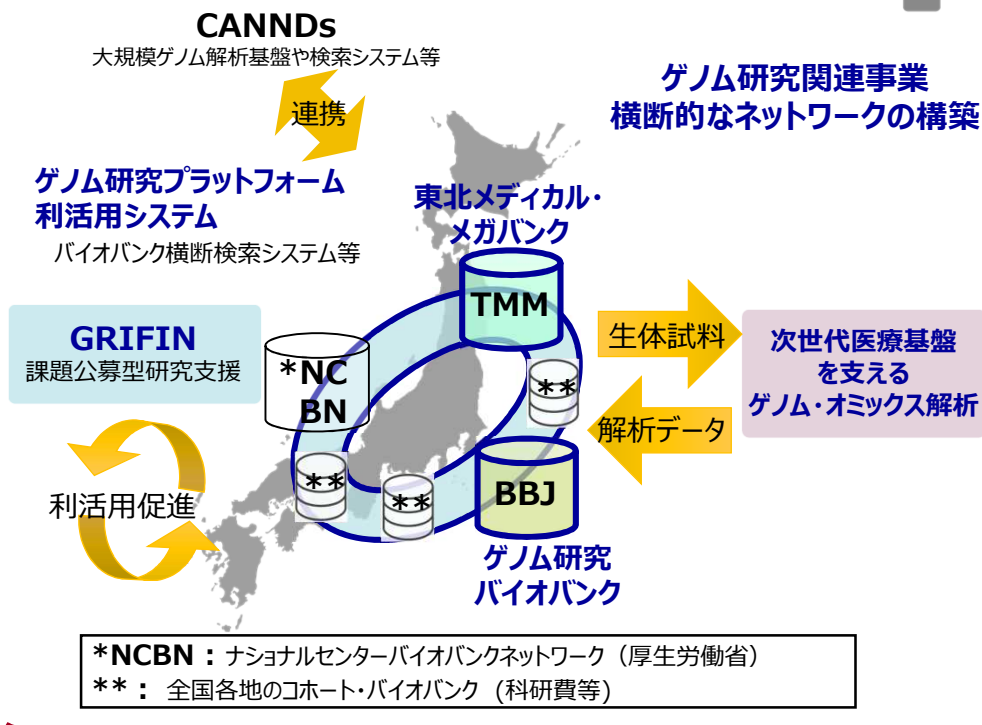 CANNDs
大規模ゲノム解析基盤や検索システム等
連携
ゲノム研究関連事業
横断的なネットワークの構築
ゲノム研究プラットフォーム
利活用システム
バイオバンク横断検索システム等
東北メディカル・
メガバンク
TMM
GRIFIN
課題公募型研究支援
*NC
BN
**
生体試料
解析データ
次世代医療基盤
を支える
ゲノム・オミックス解析
利活用促進
**
**
BBJ
ゲノム研究
バイオバンク
*NCBN：ナショナルセンターバイオバンクネットワーク（厚生労働省）
**： 全国各地のコホート・バイオバンク (科研費等)